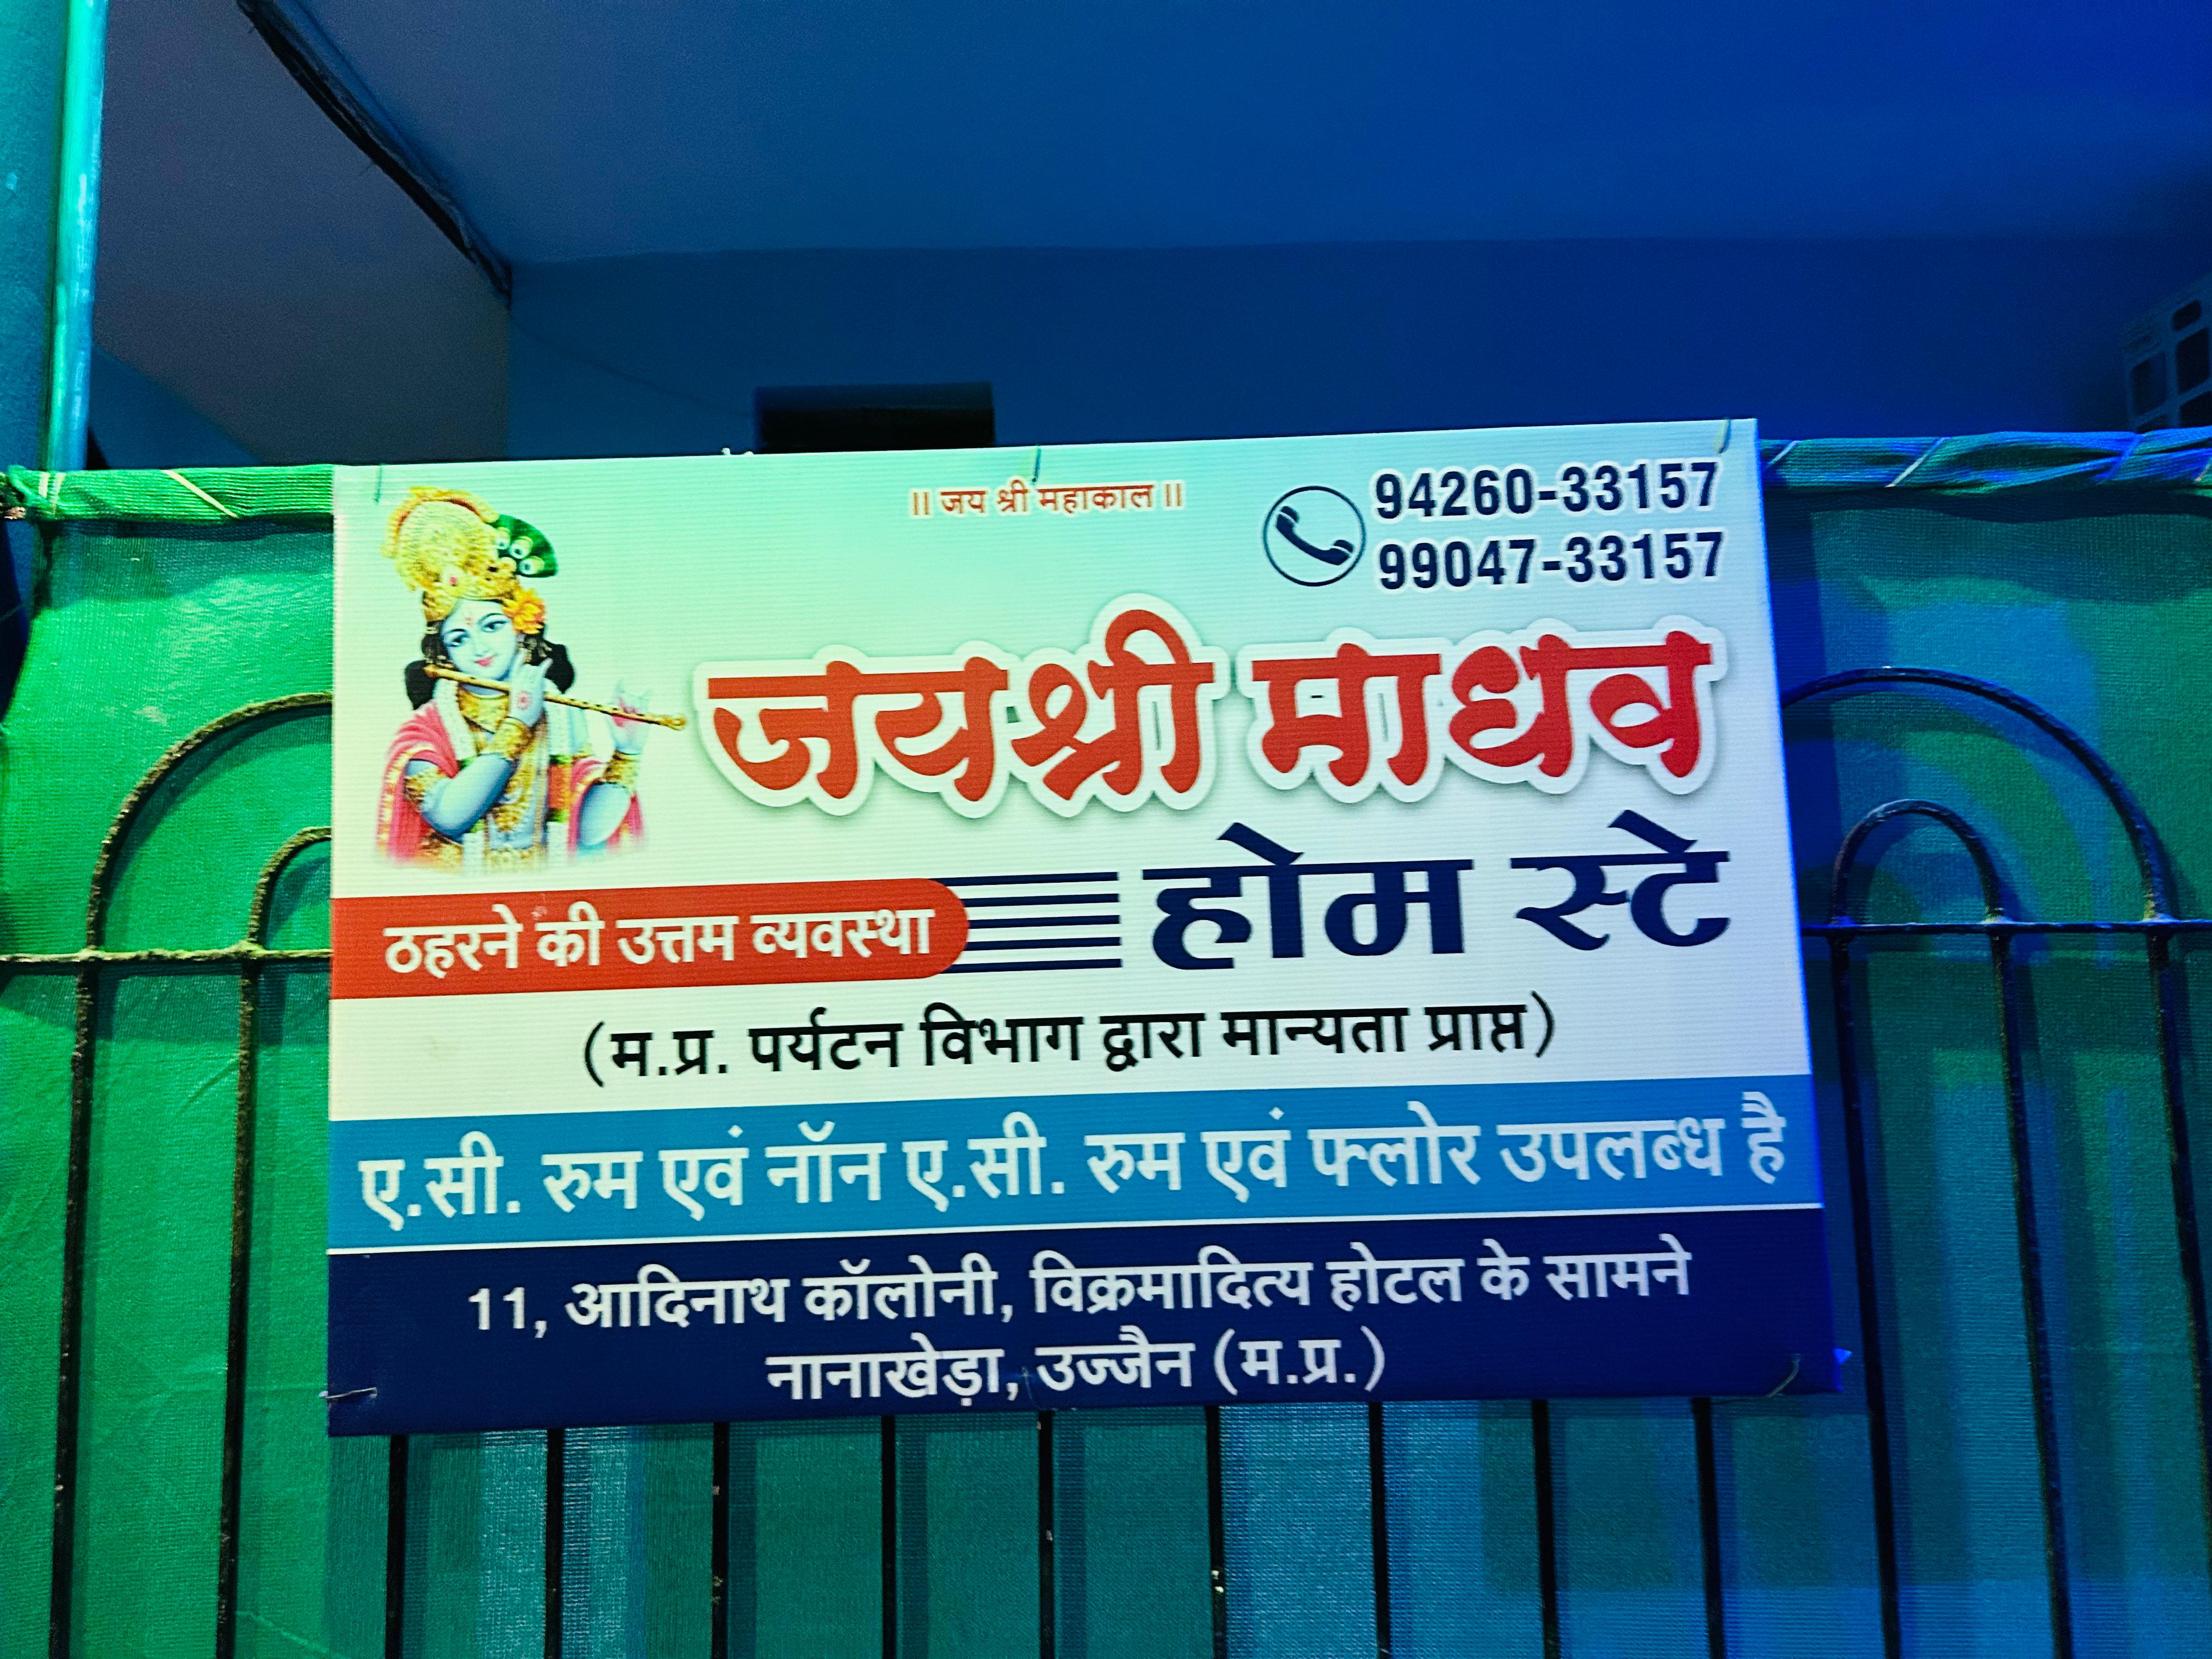 ॥ जय श्री महाकाल ॥
94260-33157
99047-33157
जयश्री माधव
होम स्टे
ठहरने की उत्तम व्यवस्था
(म.प्र. पर्यटन विभाग द्वारा मान्यता प्राप्त)
ए.सी. रुम एवं नॉन ए.सी. रुम एवं फ्लोर उपलब्ध है
11, आदिनाथ कॉलोनी, विक्रमादित्य होटल के सामने
नानाखेड़ा, उज्जैन (म.प्र.)